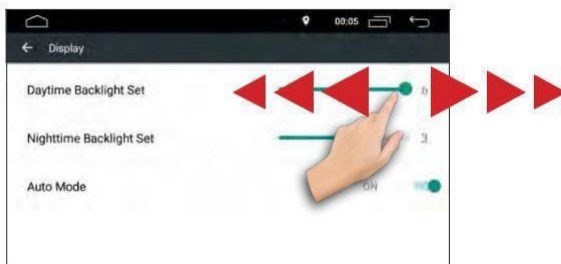 00:05
Display
Daytime Backlight Set
Nighttime Backlight Set 3
Auto Mode ON